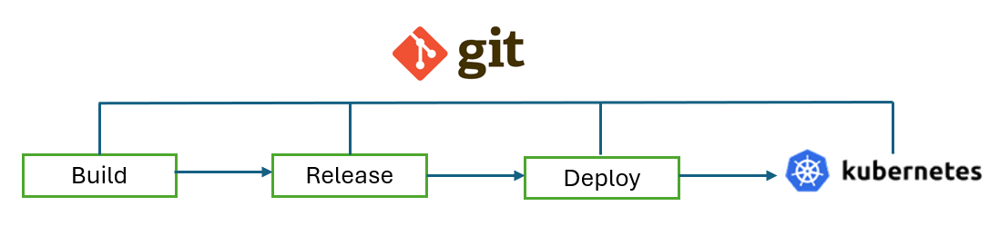 git
Build
Release
Deploy
kubernetes